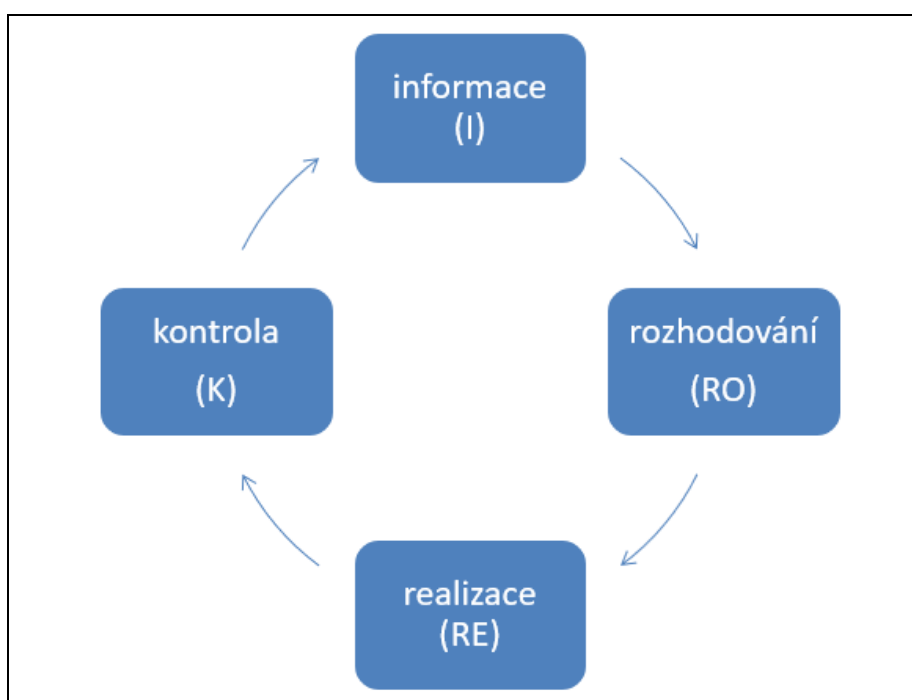 informace
(I)
rozhodování
(RO)
realizace
(RE)
kontrola
(K)